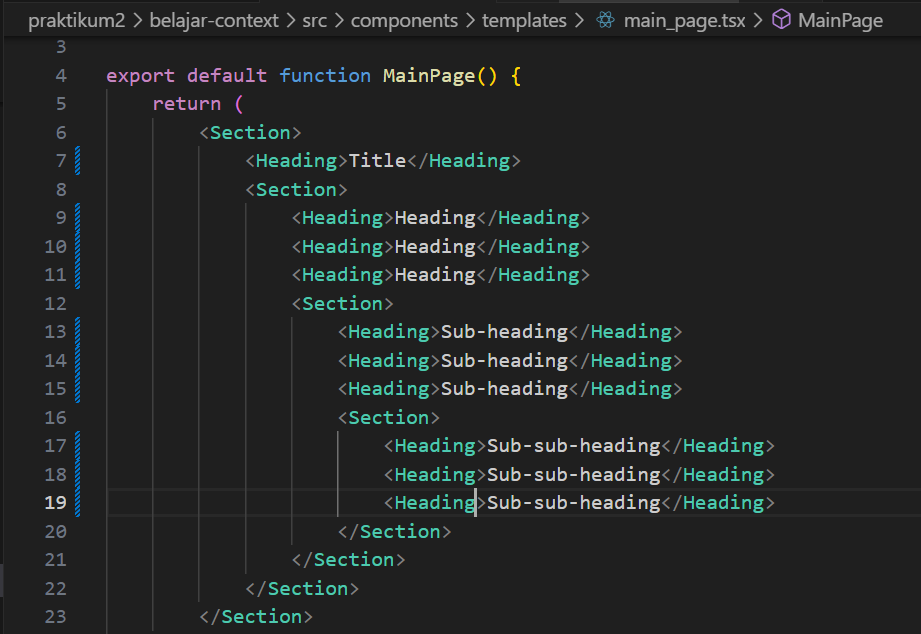 praktikum2 > belajar-context > src > components > templates > main_page.tsx > MainPage
3
4 export default function MainPage() {
5 return (
6 <Section>
7 <Heading>Title</Heading>
8 <Section>
9 <Heading>Heading</Heading>
10 <Heading>Heading</Heading>
11 <Heading>Heading</Heading>
12 <Section>
13 <Heading>Sub-heading</Heading>
14 <Heading>Sub-heading</Heading>
15 <Heading>Sub-heading</Heading>
16 <Section>
17 <Heading>Sub-sub-heading</Heading>
18 <Heading>Sub-sub-heading</Heading>
19 <Heading>Sub-sub-heading</Heading>
20 </Section>
21 </Section>
22 </Section>
23 </Section>